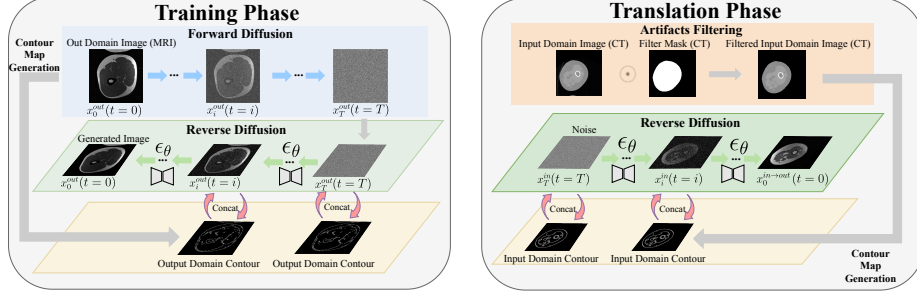 Training Phase
Forward Diffusion
Contour
Map
Generation
Out Domain Image (MRI)
...
...
x_0^{out}(t = 0)
x_i^{out}(t = i)
x_T^{out}(t = T)
Reverse Diffusion
Generated Image
ϵ_θ
...
ϵ_θ
...
x_0^{out}(t = 0)
x_i^{out}(t = i)
x_T^{out}(t = T)
Concat
Concat
Output Domain Contour
Output Domain Contour
Translation Phase
Artifacts Filtering
Input Domain Image (CT)
Filter Mask (CT)
Filtered Input Domain Image (CT)
Reverse Diffusion
Noise
ϵ_θ
...
ϵ_θ
...
x_T^{in}(t = T)
x_i^{in}(t = i)
x_0^{in→out}(t = 0)
Concat
Concat
Input Domain Contour
Input Domain Contour
Contour
Map
Generation